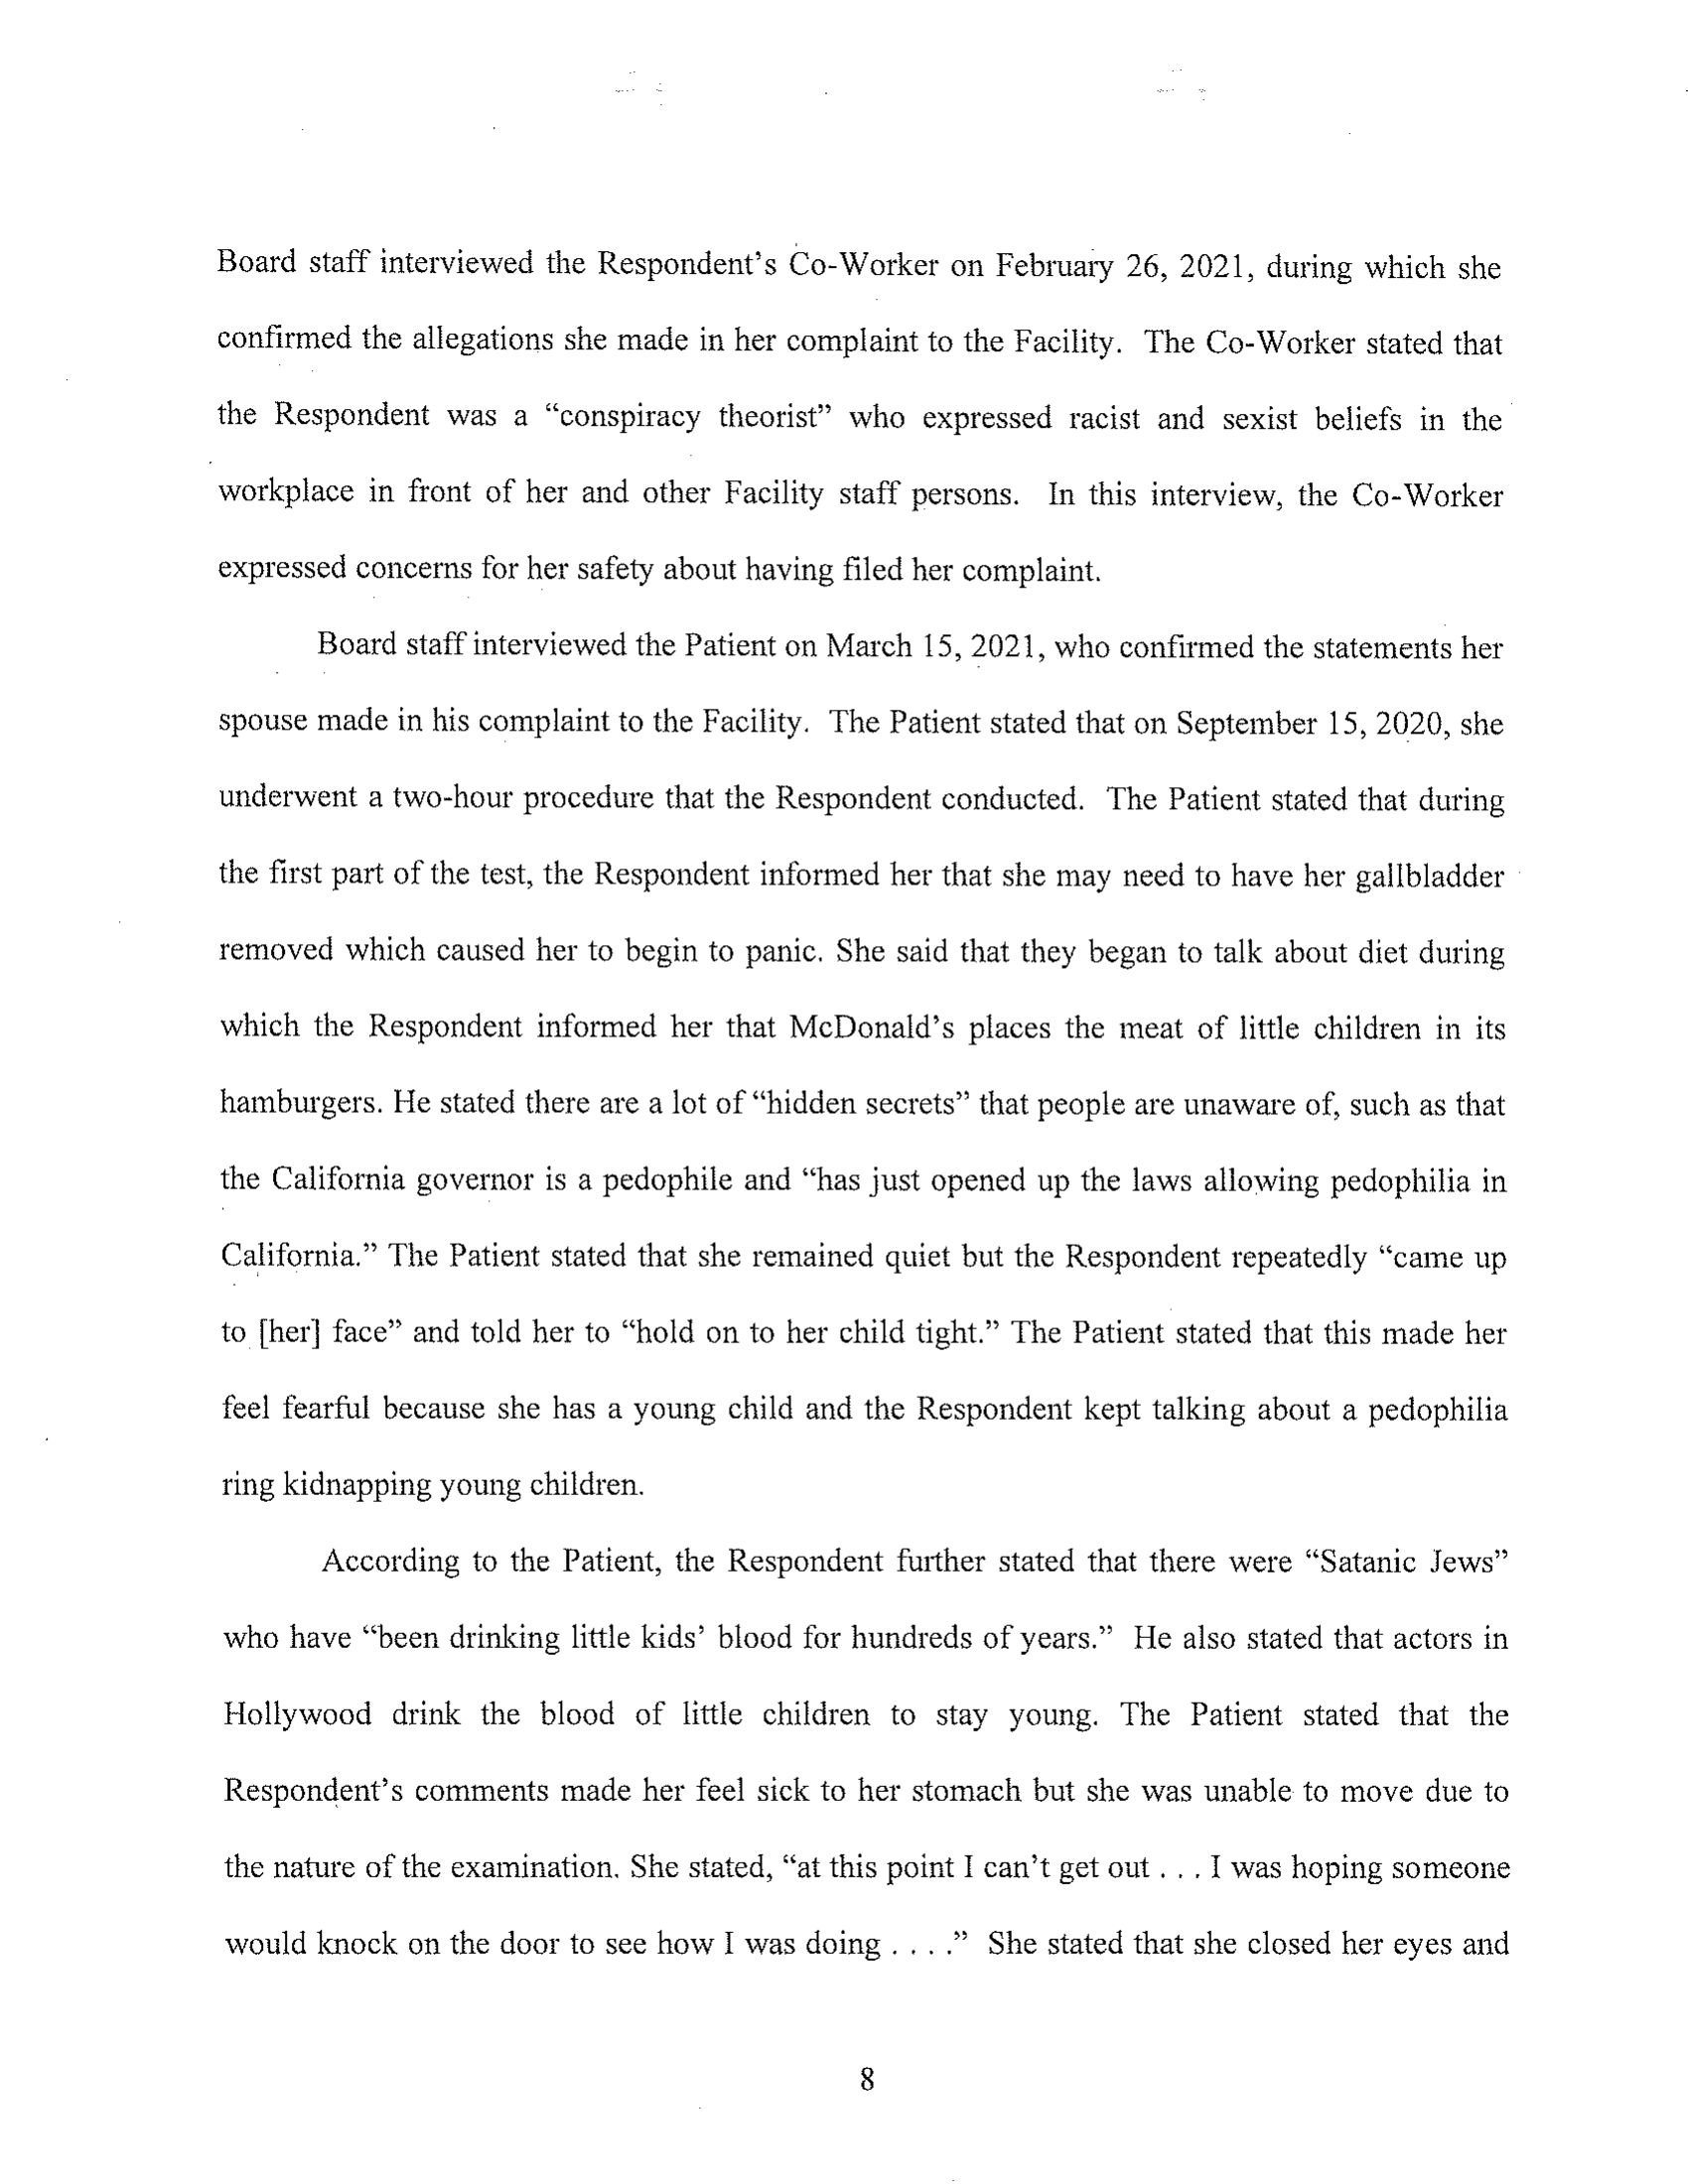 Board staff interviewed the Respondent's Co-Worker on February 26, 2021, during which she
confirmed the allegations she made in her complaint to the Facility. The Co-Worker stated that
the Respondent was a “conspiracy theorist” who expressed racist and sexist beliefs in the
workplace in front of her and other Facility staff persons. In this interview, the Co-Worker
expressed concerns for her safety about having filed her complaint.
Board staff interviewed the Patient on March 15, 2021, who confirmed the statements her
spouse made in his complaint to the Facility. The Patient stated that on September 15, 2020, she
underwent a two-hour procedure that the Respondent conducted. The Patient stated that during
the first part of the test, the Respondent informed her that she may need to have her gallbladder
removed which caused her to begin to panic. She said that they began to talk about diet during
which the Respondent informed her that McDonald's places the meat of little children in its
hamburgers. He stated there are a lot of “hidden secrets” that people are unaware of, such as that
the California governor is a pedophile and “has just opened up the laws allowing pedophilia in
California.” The Patient stated that she remained quiet but the Respondent repeatedly “came up
to [her] face” and told her to “hold on to her child tight.” The Patient stated that this made her
feel fearful because she has a young child and the Respondent kept talking about a pedophilia
ring kidnapping young children.
According to the Patient, the Respondent further stated that there were “Satanic Jews”
who have “been drinking little kids' blood for hundreds of years.” He also stated that actors in
Hollywood drink the blood of little children to stay young. The Patient stated that the
Respondent's comments made her feel sick to her stomach but she was unable to move due to
the nature of the examination. She stated, “at this point I can't get out . . . I was hoping someone
would knock on the door to see how I was doing . . . .” She stated that she closed her eyes and
8